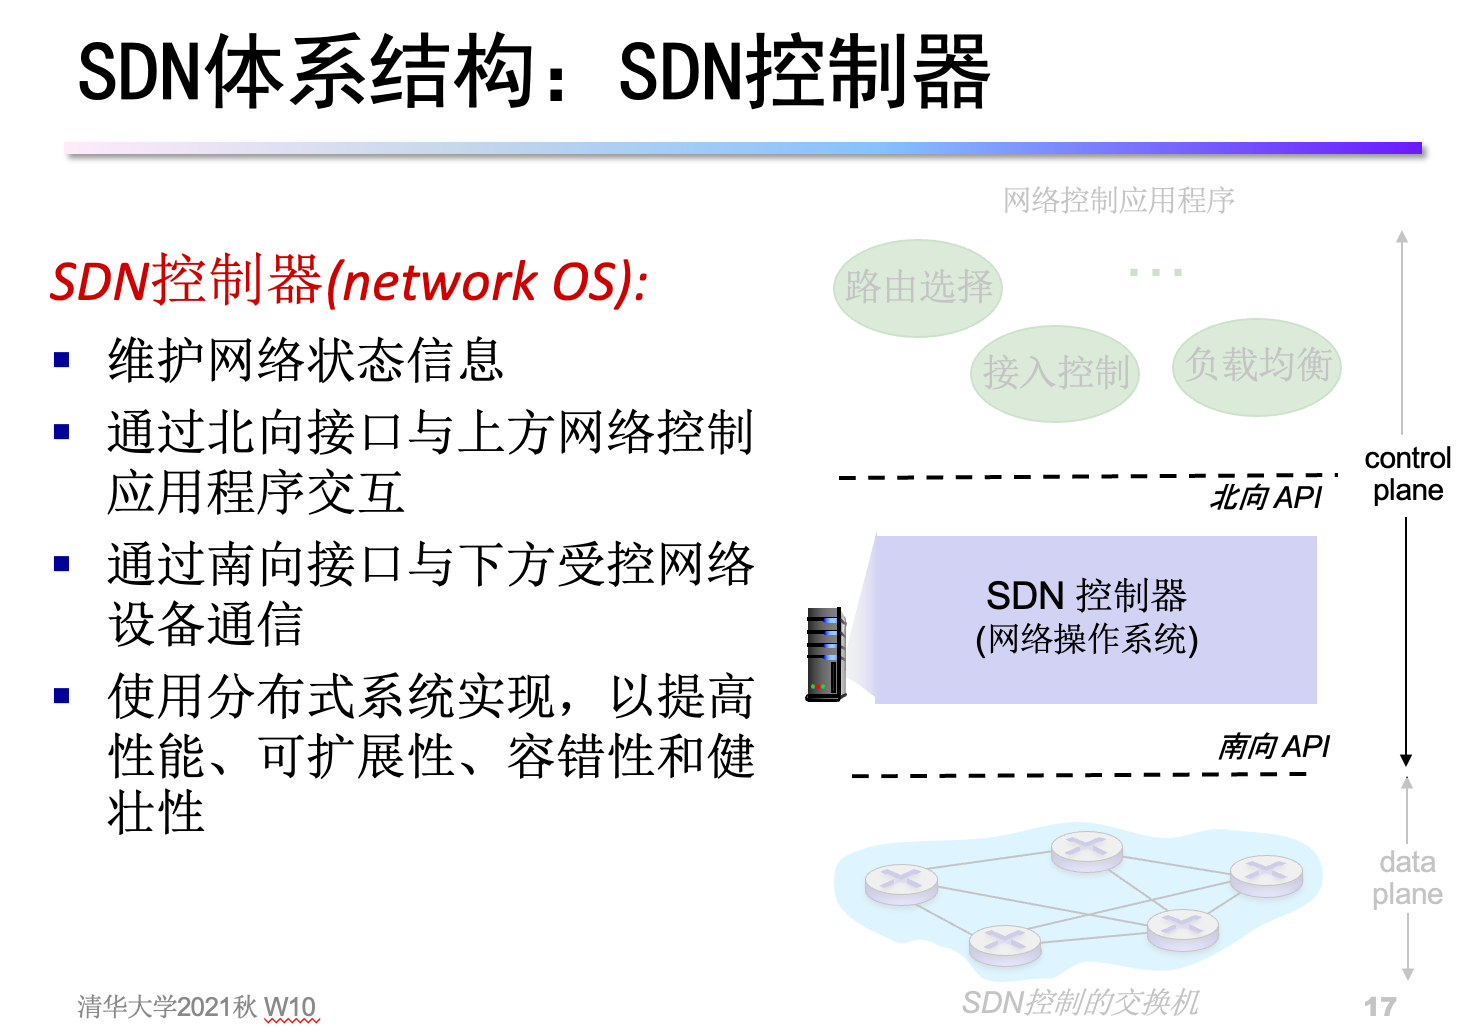 SDN体系结构：SDN控制器
SDN控制器(network OS):
维护网络状态信息
通过北向接口与上方网络控制
应用程序交互
通过南向接口与下方受控网络
设备通信
使用分布式系统实现，以提高
性能、可扩展性、容错性和健
壮性
网络控制应用程序
路由选择
...
接入控制
负载均衡
control
plane
北向 API
SDN 控制器
(网络操作系统)
南向 API
data
plane
SDN控制的交换机
清华大学2021秋 W10
17